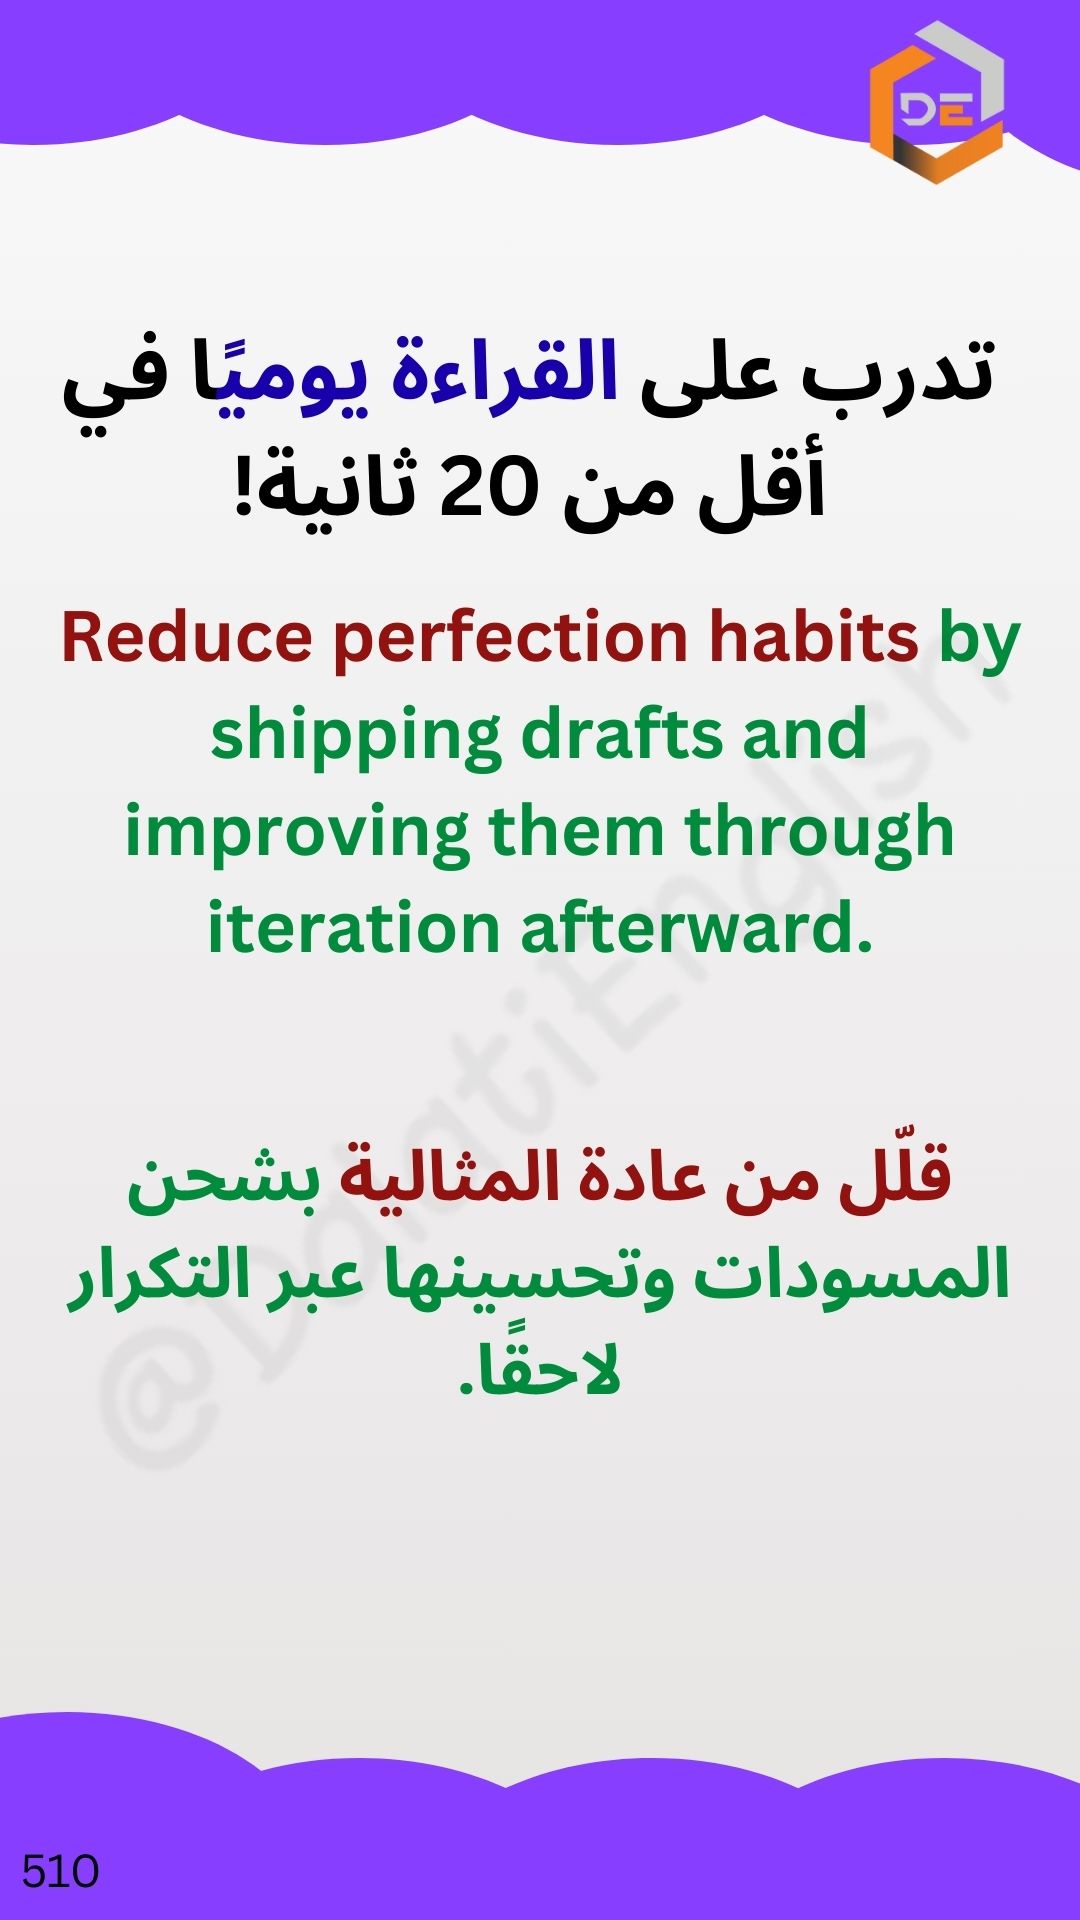 DE
تدرب على القراءة يوميًا في
أقل من 20 ثانية!
Reduce perfection habits by
shipping drafts and
improving them through
iteration afterward.
@DdiatiEnglish
قلّل من عادة المثالية بشحن
المسودات وتحسينها عبر التكرار
لاحقًا.
510